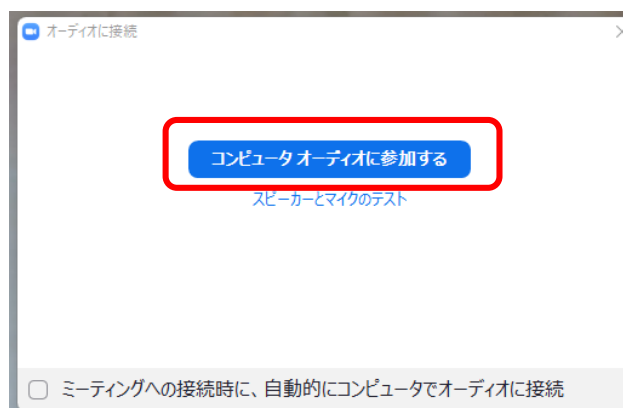 オーディオに接続
コンピュータ オーディオに参加する
スピーカーとマイクのテスト
ミーティングへの接続時に、自動的にコンピュータでオーディオに接続